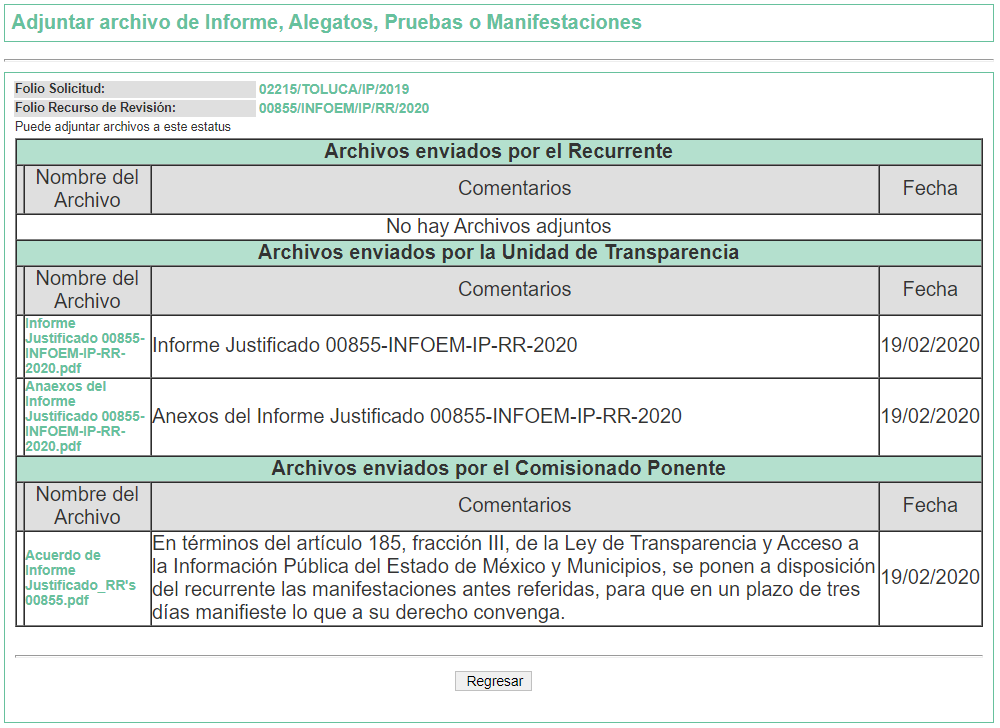 Adjuntar archivo de Informe, Alegatos, Pruebas o Manifestaciones
Folio Solicitud: 02215/TOLUCA/IP/2019
Folio Recurso de Revisión: 00855/INFOEM/IP/RR/2020
Puede adjuntar archivos a este estatus
Archivos enviados por el Recurrente
Nombre del
Archivo
Comentarios
Fecha
No hay Archivos adjuntos
Archivos enviados por la Unidad de Transparencia
Nombre del
Archivo
Comentarios
Fecha
Informe
Justificado 00855-
INFOEM-IP-RR-
2020.pdf
Informe Justificado 00855-INFOEM-IP-RR-2020
19/02/2020
Anaexos del
Informe
Justificado 00855-
INFOEM-IP-RR-
2020.pdf
Anexos del Informe Justificado 00855-INFOEM-IP-RR-2020
19/02/2020
Archivos enviados por el Comisionado Ponente
Nombre del
Archivo
Comentarios
Fecha
Acuerdo de
Informe
Justificado_RR's
00855.pdf
En términos del artículo 185, fracción III, de la Ley de Transparencia y Acceso a
la Información Pública del Estado de México y Municipios, se ponen a disposición
del recurrente las manifestaciones antes referidas, para que en un plazo de tres
días manifieste lo que a su derecho convenga.
19/02/2020
Regresar